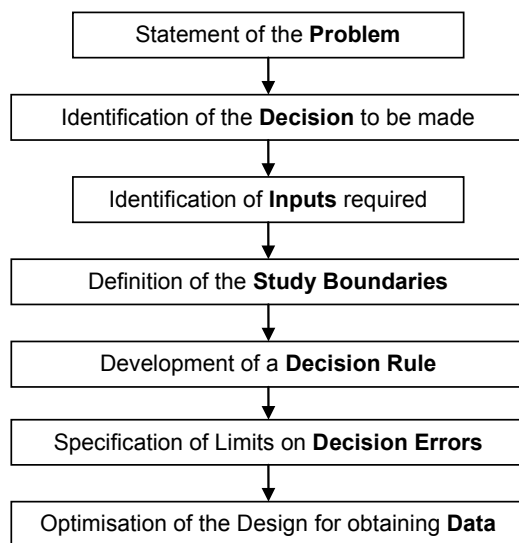 Statement of the Problem
Identification of the Decision to be made
Identification of Inputs required
Definition of the Study Boundaries
Development of a Decision Rule
Specification of Limits on Decision Errors
Optimisation of the Design for obtaining Data